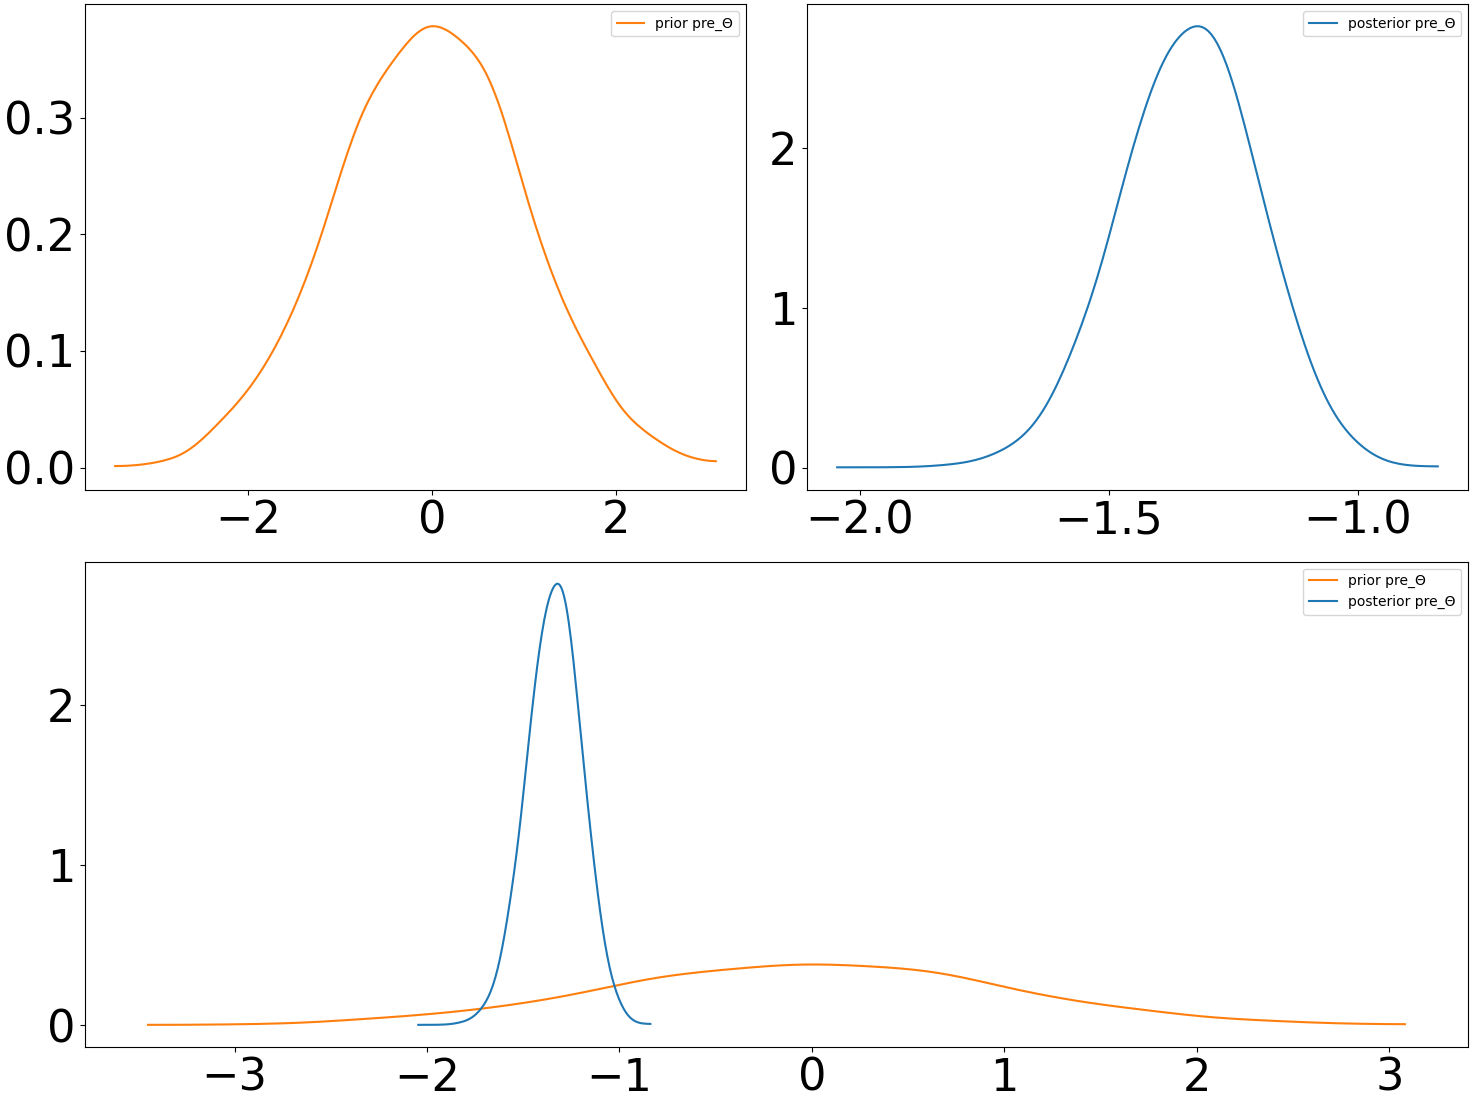 prior pre_Θ
0.3
0.2
0.1
0.0
−2 0 2
posterior pre_Θ
2
1
0
−2.0 −1.5 −1.0
prior pre_Θ
posterior pre_Θ
2
1
0
−3 −2 −1 0 1 2 3